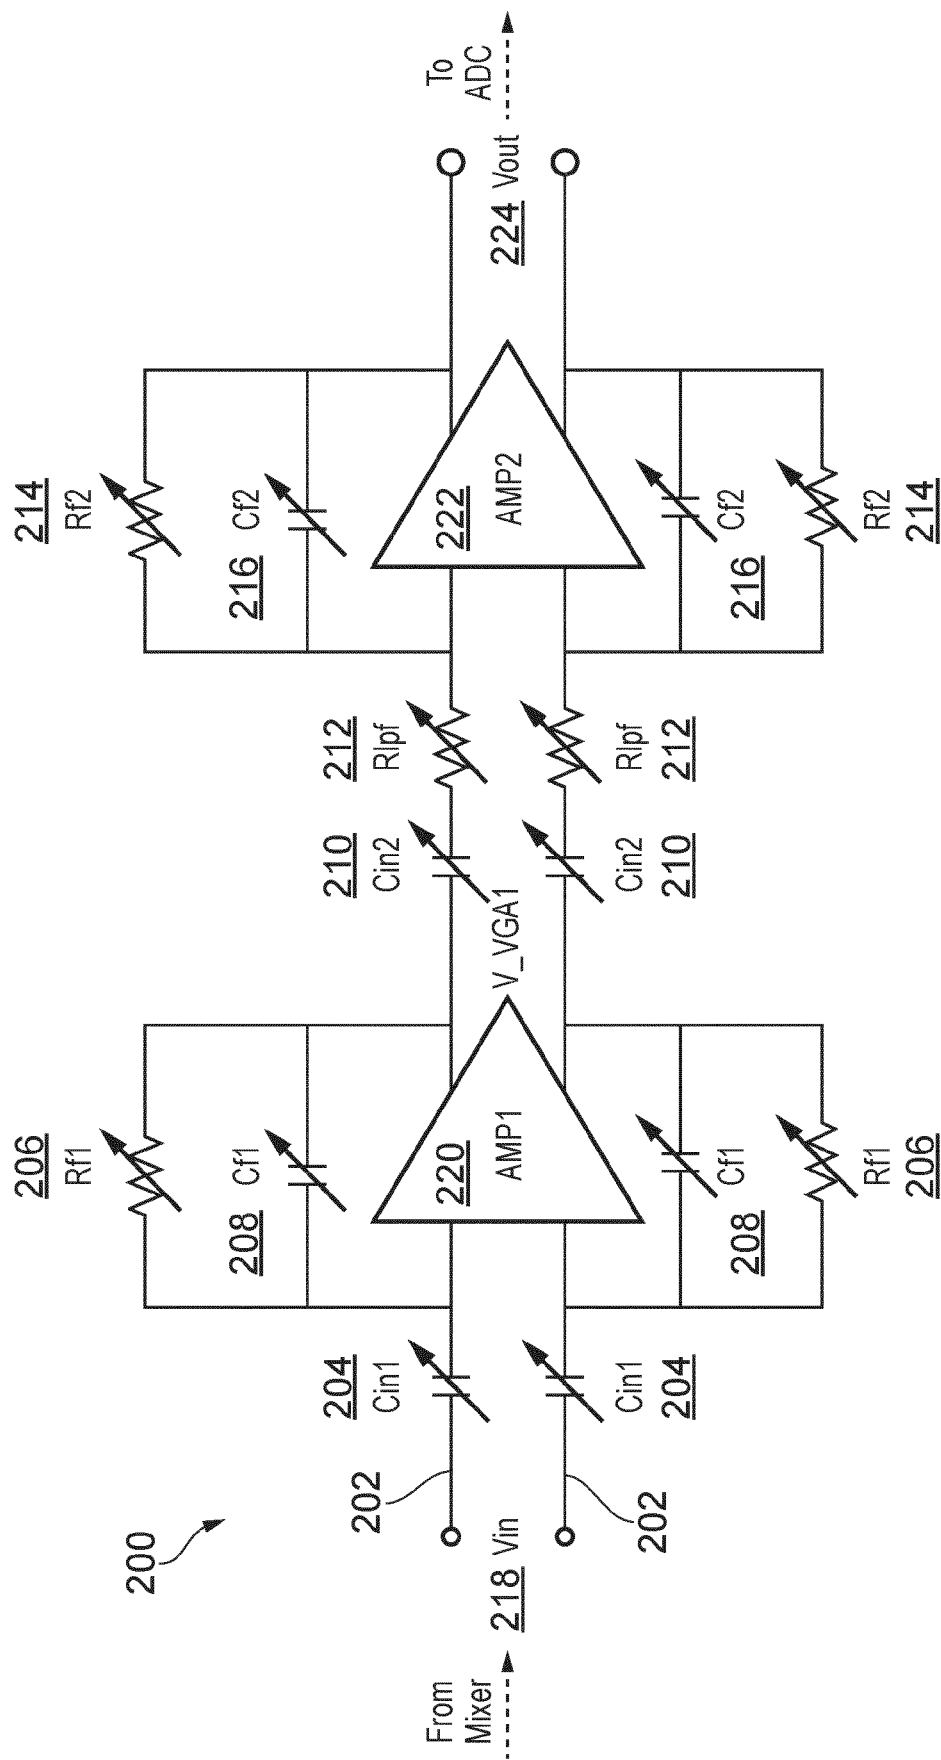 200
From
Mixer
218 Vin
202
202
204
Cin1
Cin1
204
206
Rf1
Cf1
208
220
AMP1
208
Cf1
Rf1
206
V_VGA1
210
Cin2
Cin2
210
212
Rlpf
Rlpf
212
214
Rf2
Cf2
216
222
AMP2
216
Cf2
Rf2
214
224 Vout
To
ADC